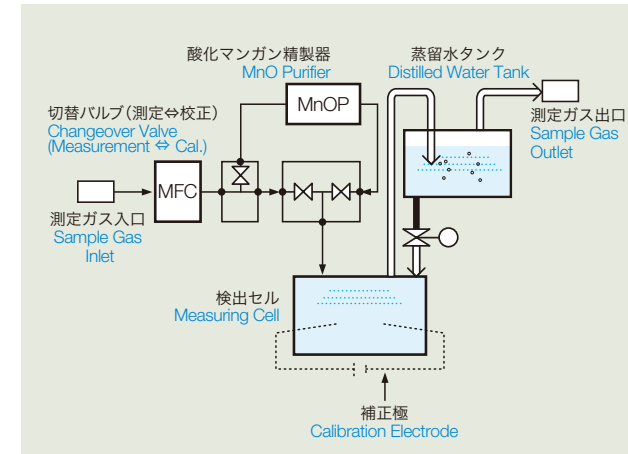 酸化マンガン精製器
MnO Purifier
蒸留水タンク
Distilled Water Tank
MnOP
切替バルブ(測定⇔校正)
Changeover Valve
(Measurement ⇔ Cal.)
測定ガス出口
Sample Gas
Outlet
MFC
測定ガス入口
Sample Gas
Inlet
検出セル
Measuring Cell
補正極
Calibration Electrode